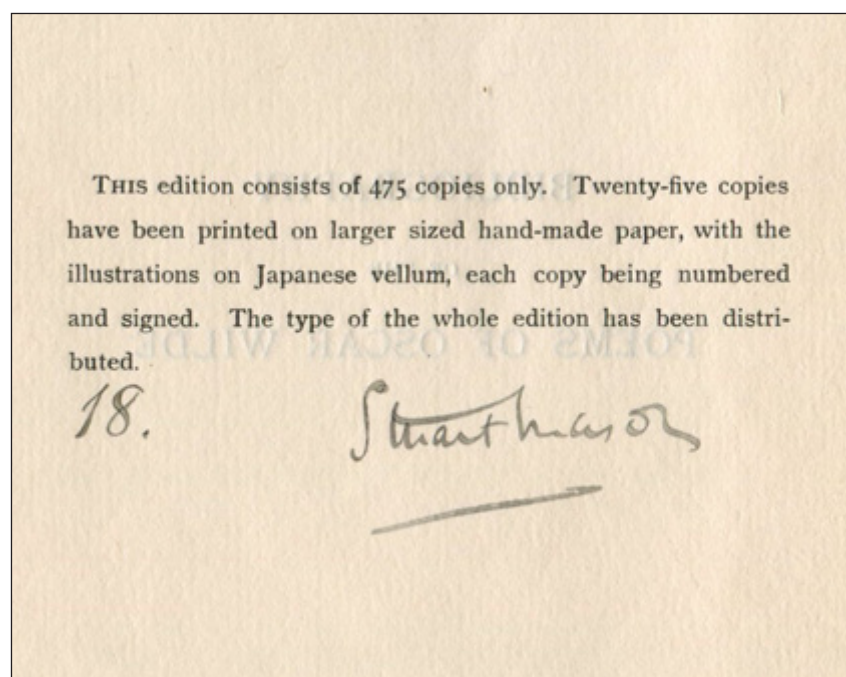 THIS edition consists of 475 copies only. Twenty-five copies
have been printed on larger sized hand-made paper, with the
illustrations on Japanese vellum, each copy being numbered
and signed. The type of the whole edition has been distri-
buted.
18. Stuart Mason